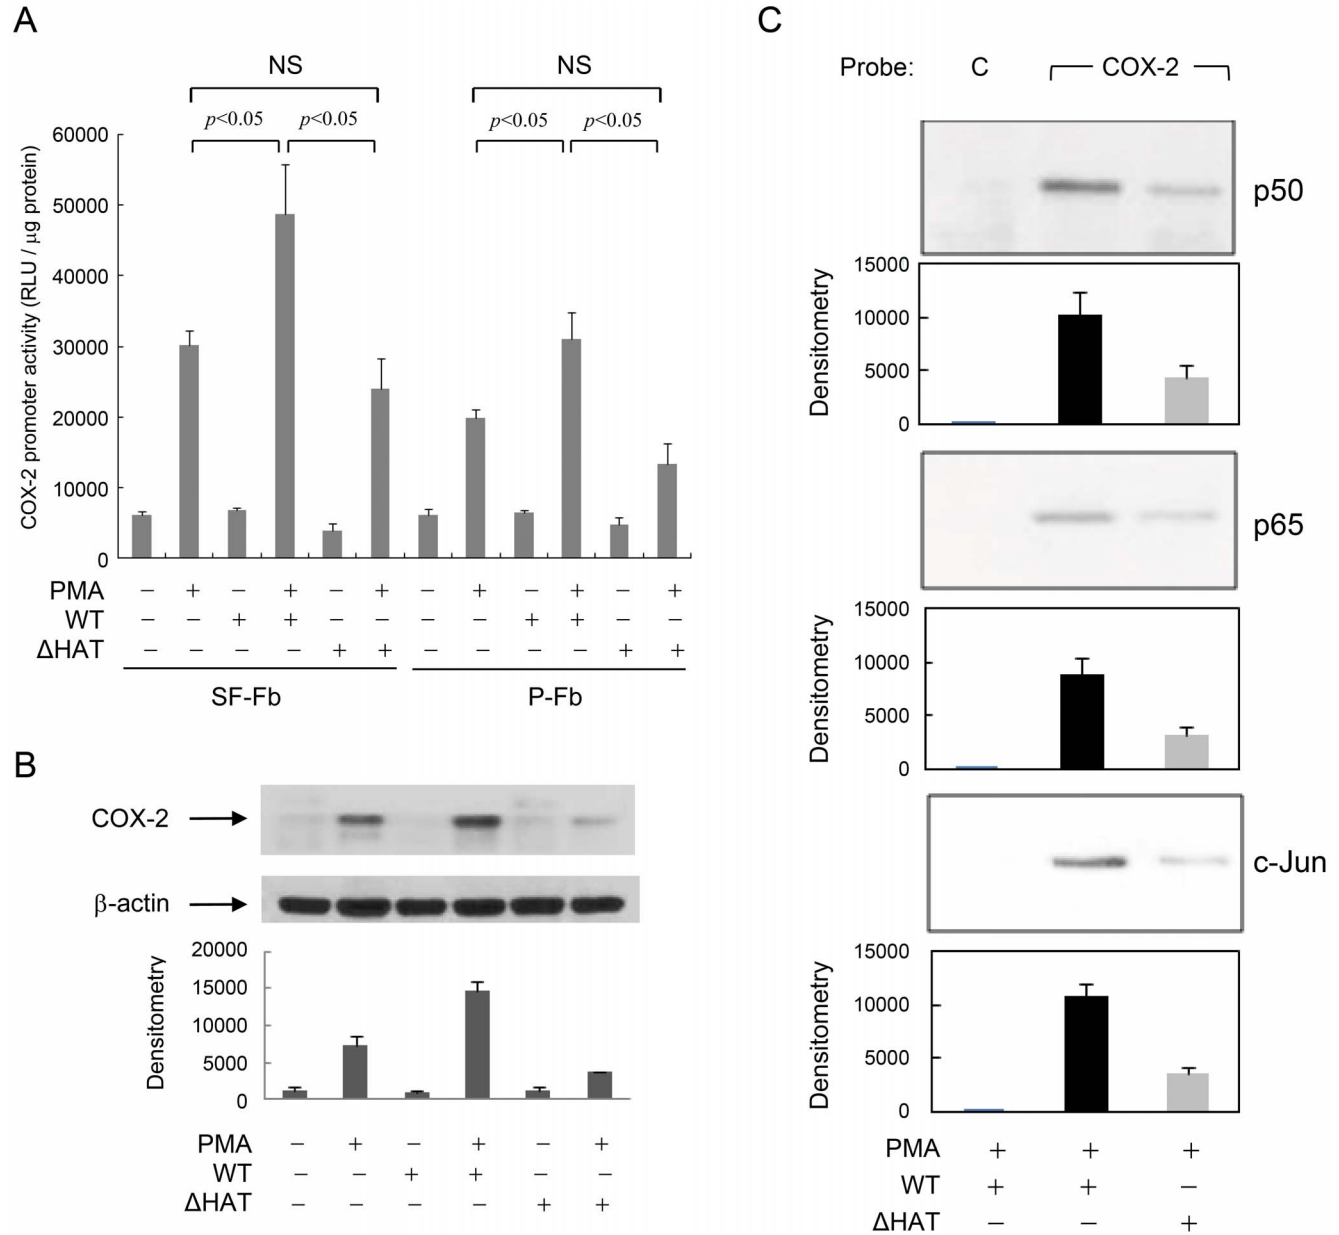 A
NS NS
p<0.05 p<0.05 p<0.05 p<0.05
COX-2 promoter activity (RLU / μg protein)
60000
50000
40000
30000
20000
10000
0
PMA − + − + − + − + − + − +
WT − − + + − − − − + + − −
ΔHAT − − − − + + − − − − + +
SF-Fb P-Fb
B
COX-2
β-actin
Densitometry
20000
15000
10000
5000
0
PMA − + − + − +
WT − − + + − −
ΔHAT − − − − + +
C
Probe: C COX-2
p50
Densitometry
15000
10000
5000
0
p65
Densitometry
15000
10000
5000
0
c-Jun
Densitometry
15000
10000
5000
0
PMA + + +
WT + + −
ΔHAT − − +